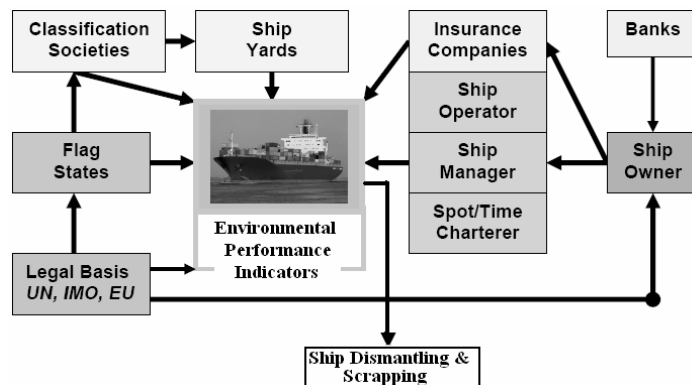 Classification
Societies
Ship
Yards
Insurance
Companies
Banks
Ship
Operator
Flag
States
Ship
Manager
Ship
Owner
Spot/Time
Charterer
Environmental
Performance
Indicators
Legal Basis
UN, IMO, EU
Ship Dismantling &
Scrapping